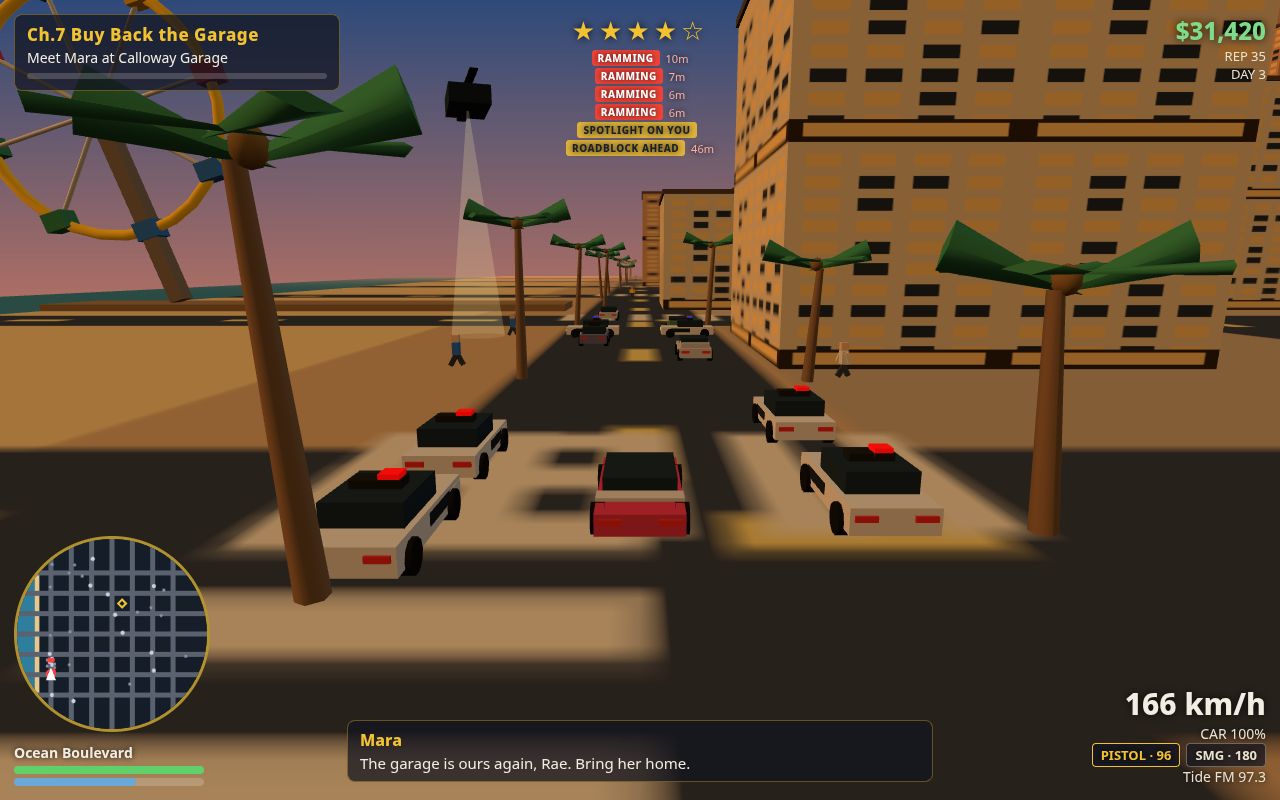 Ch.7 Buy Back the Garage
Meet Mara at Calloway Garage
★★★★☆
RAMMING 10m
RAMMING 7m
RAMMING 6m
RAMMING 6m
SPOTLIGHT ON YOU
ROADBLOCK AHEAD 46m
$31,420
REP 35
DAY 3
Ocean Boulevard
Mara
The garage is ours again, Rae. Bring her home.
166 km/h
CAR 100%
PISTOL · 96 SMG · 180
Tide FM 97.3